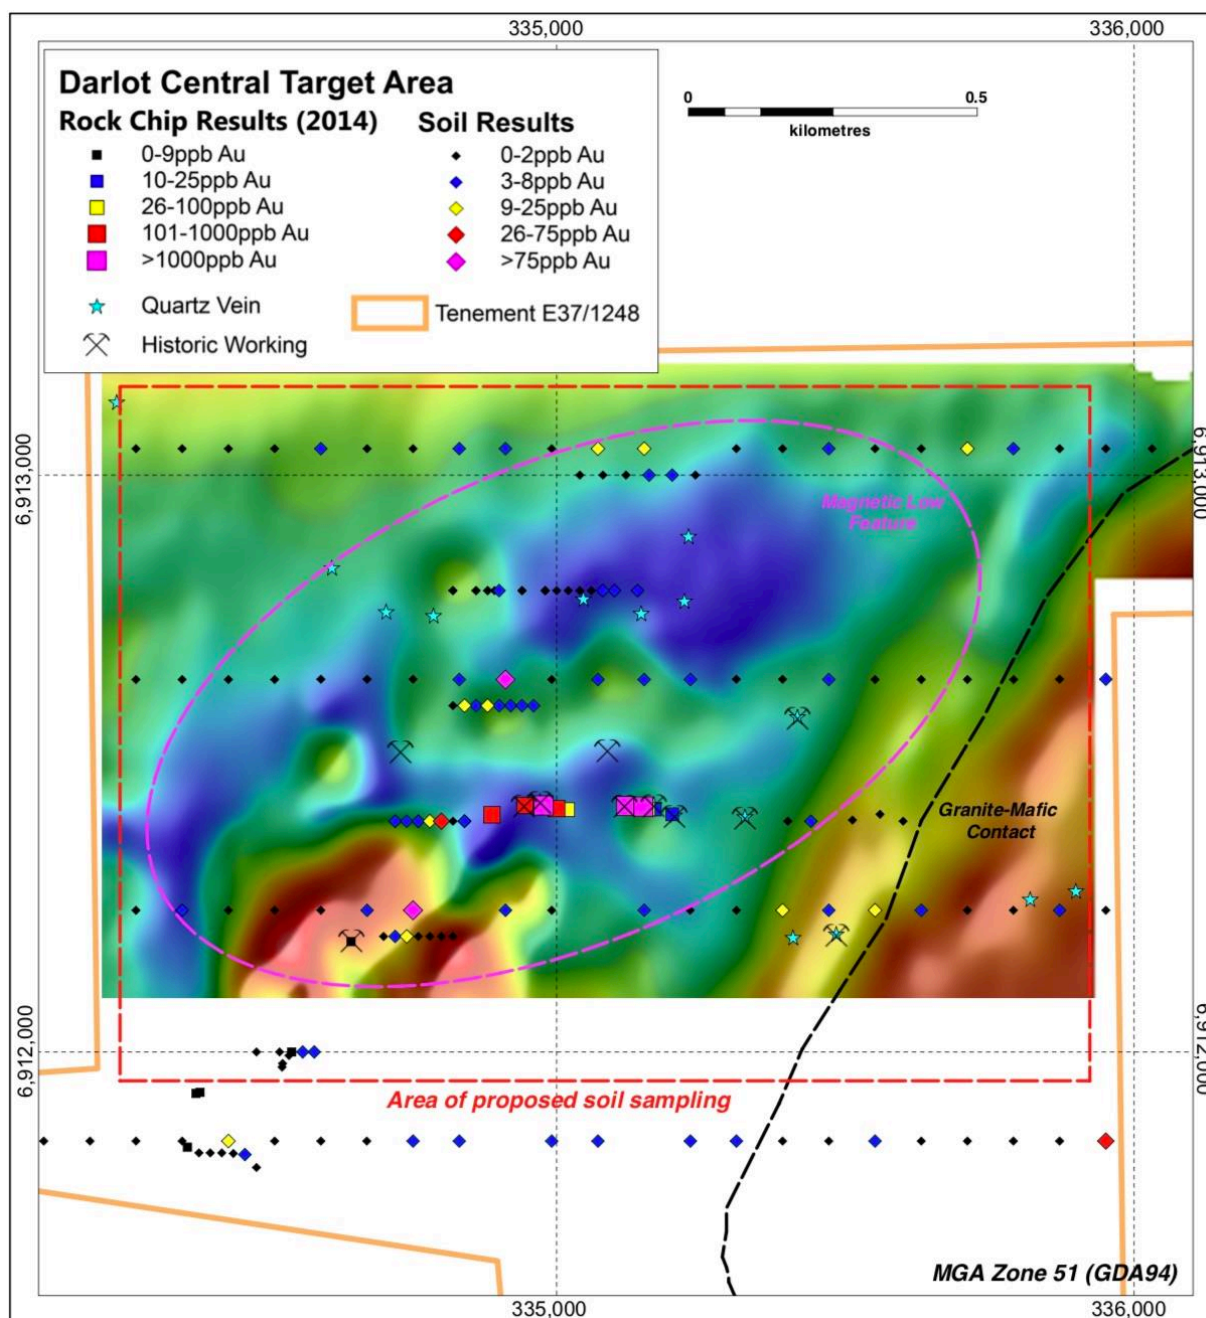 335,000 336,000
Darlot Central Target Area
Rock Chip Results (2014) Soil Results
0-9ppb Au 0-2ppb Au
10-25ppb Au 3-8ppb Au
26-100ppb Au 9-25ppb Au
101-1000ppb Au 26-75ppb Au
>1000ppb Au >75ppb Au
Quartz Vein
Tenement E37/1248
Historic Working
0 0.5
kilometres
6,913,000 6,913,000
Magnetic Low
Feature
Granite-Mafic
Contact
6,912,000 6,912,000
Area of proposed soil sampling
MGA Zone 51 (GDA94)
335,000 336,000